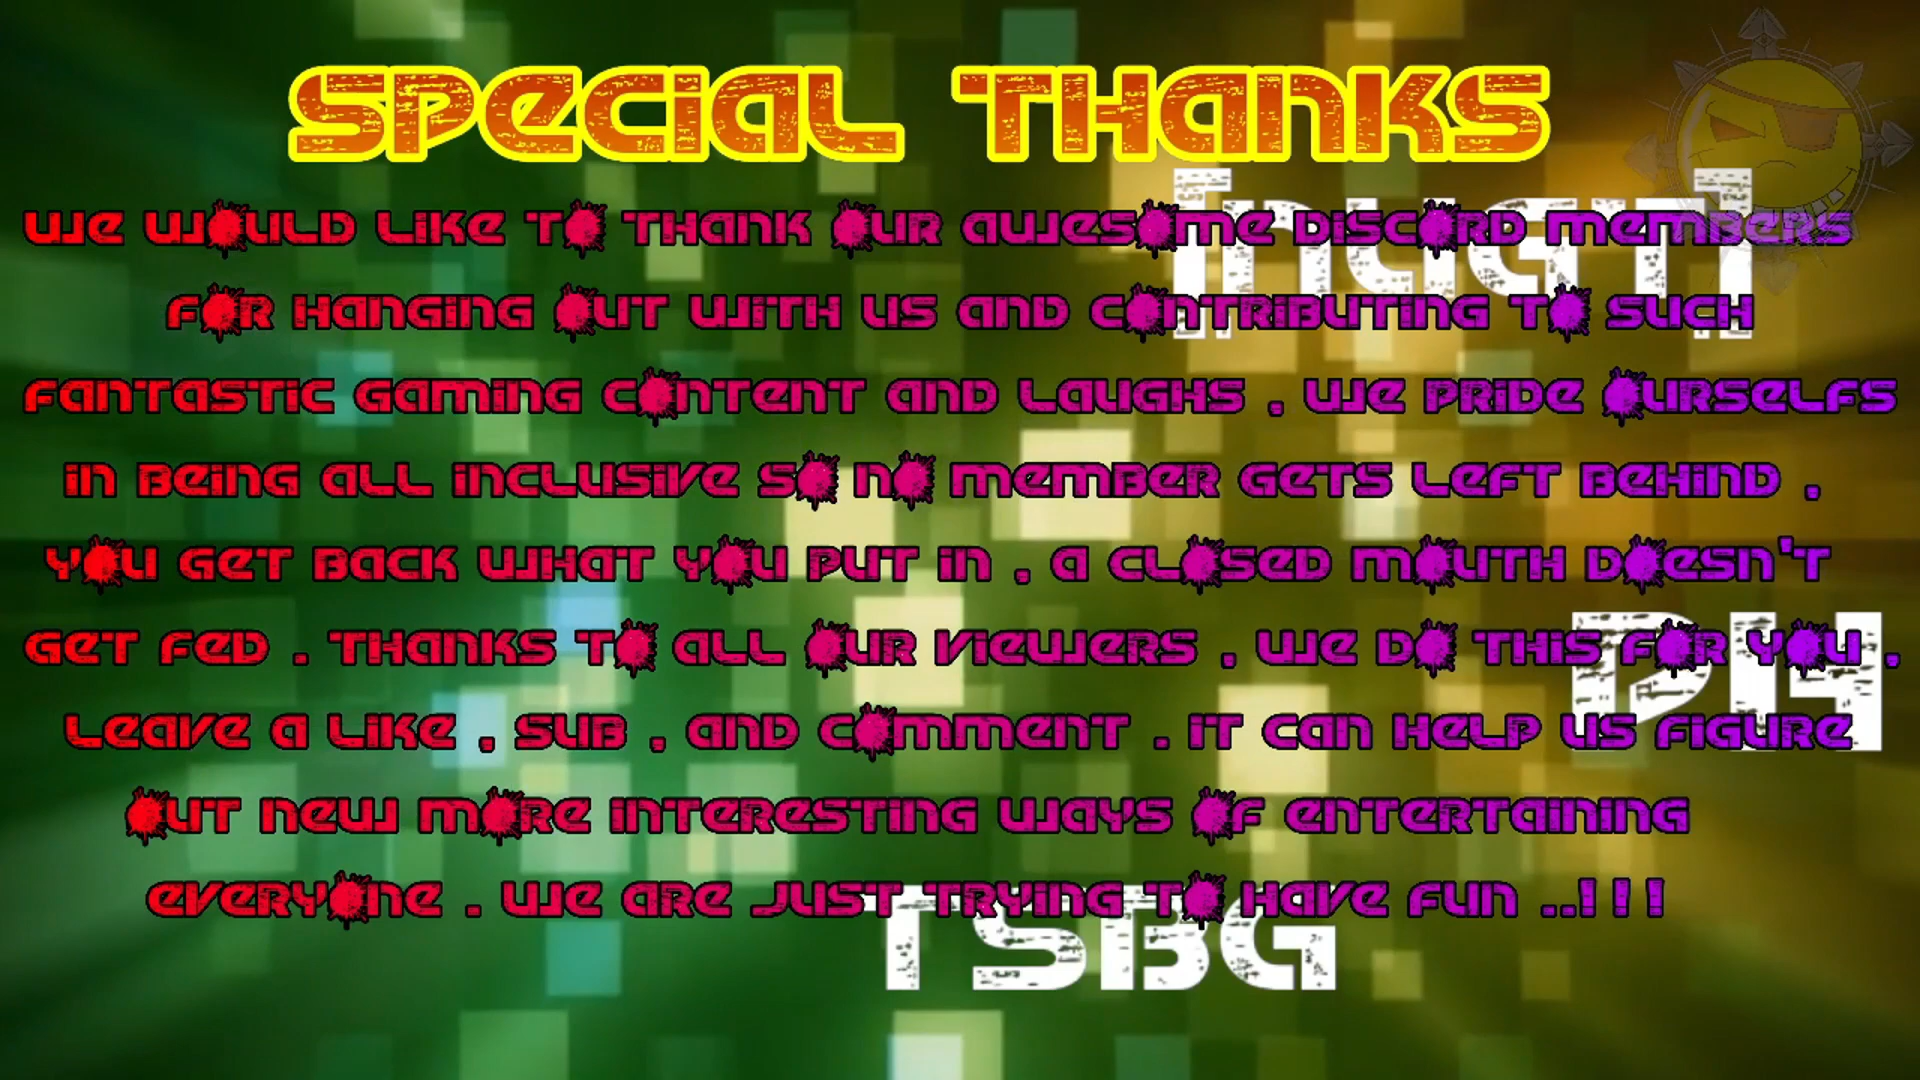 SPECIAL THANKS
WE WOULD LIKE TO THANK OUR AWESOME DISCORD MEMBERS
FOR HANGING OUT WITH US AND CONTRIBUTING TO SUCH
FANTASTIC GAMING CONTENT AND LAUGHS . WE PRIDE OURSELFS
IN BEING ALL INCLUSIVE SO NO MEMBER GETS LEFT BEHIND .
YOU GET BACK WHAT YOU PUT IN . A CLOSED MOUTH DOESN'T
GET FED . THANKS TO ALL OUR VIEWERS . WE DO THIS FOR YOU .
LEAVE A LIKE , SUB , AND COMMENT . IT CAN HELP US FIGURE
OUT NEW MORE INTERESTING WAYS OF ENTERTAINING
EVERYONE . WE ARE JUST TRYING TO HAVE FUN ..!!!
TSBG